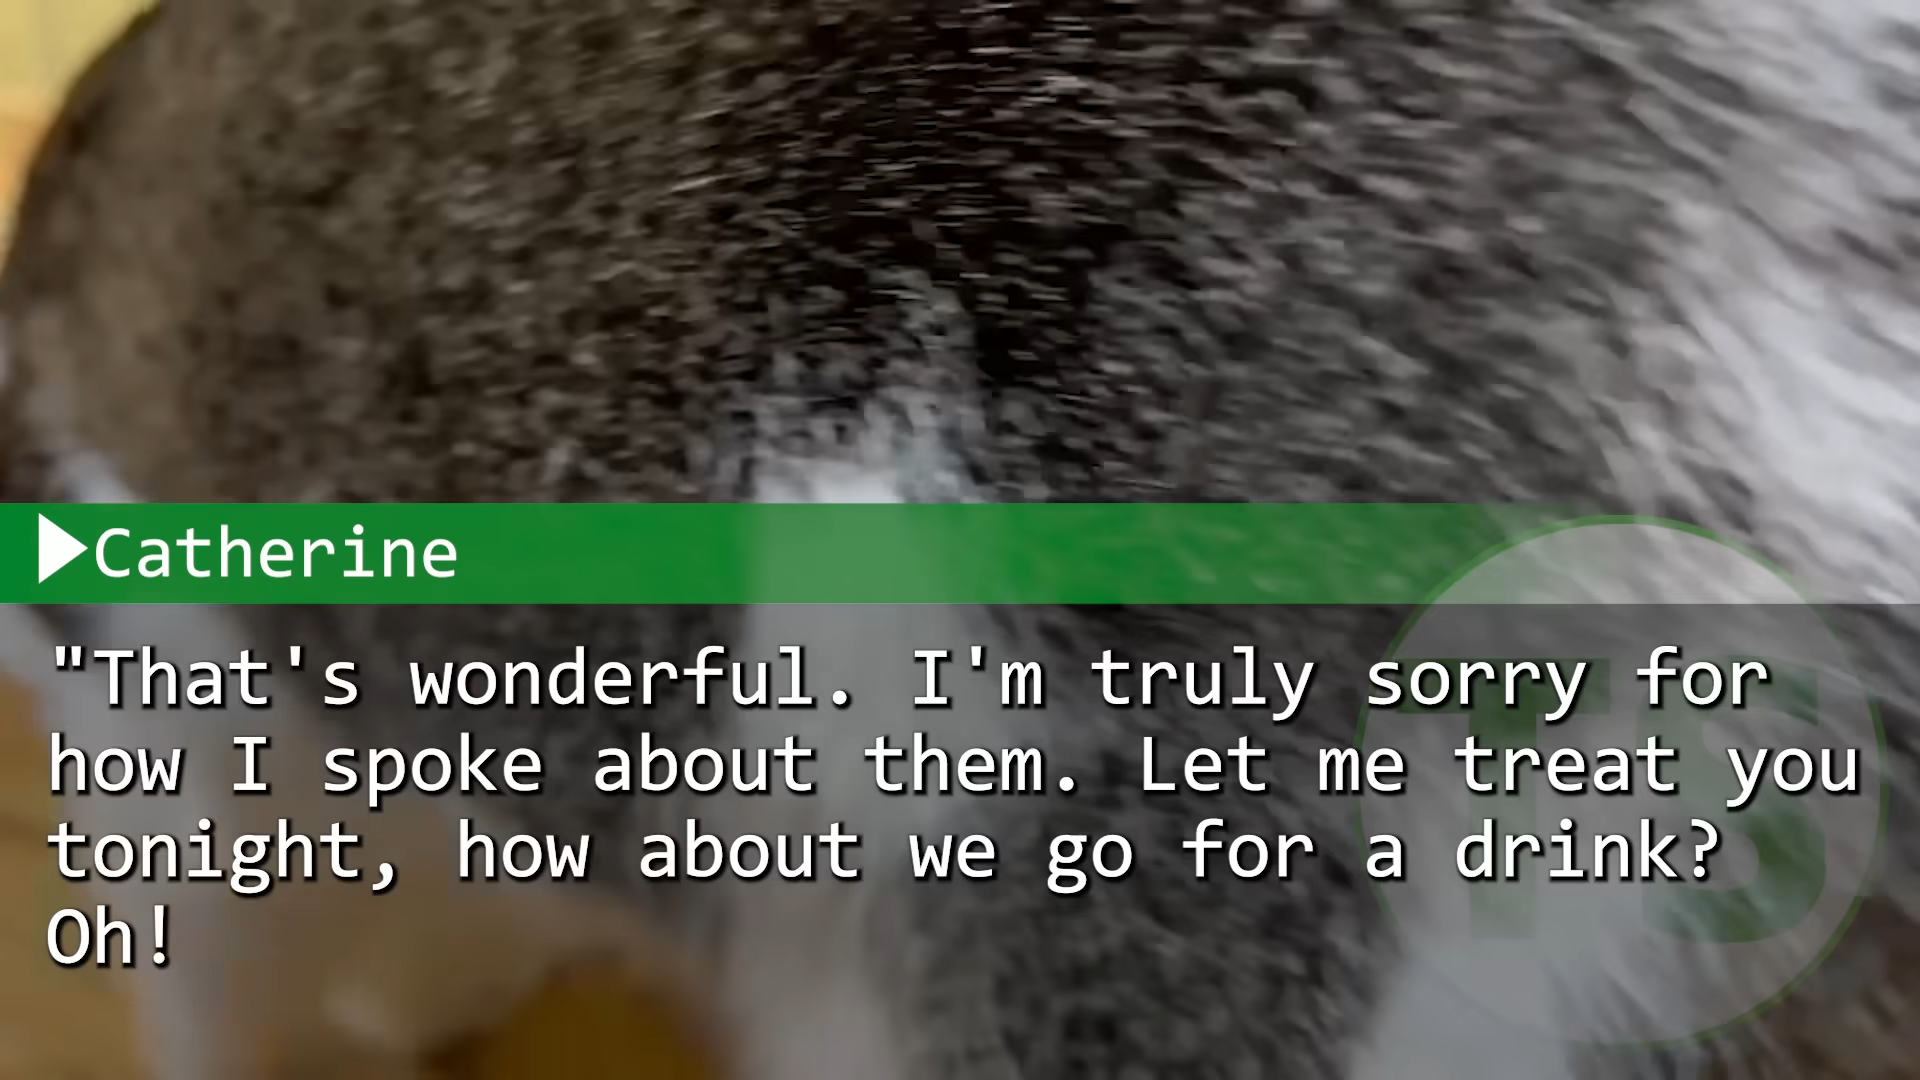 Catherine
"That's wonderful. I'm truly sorry for
how I spoke about them. Let me treat you
tonight, how about we go for a drink?
Oh!
TS